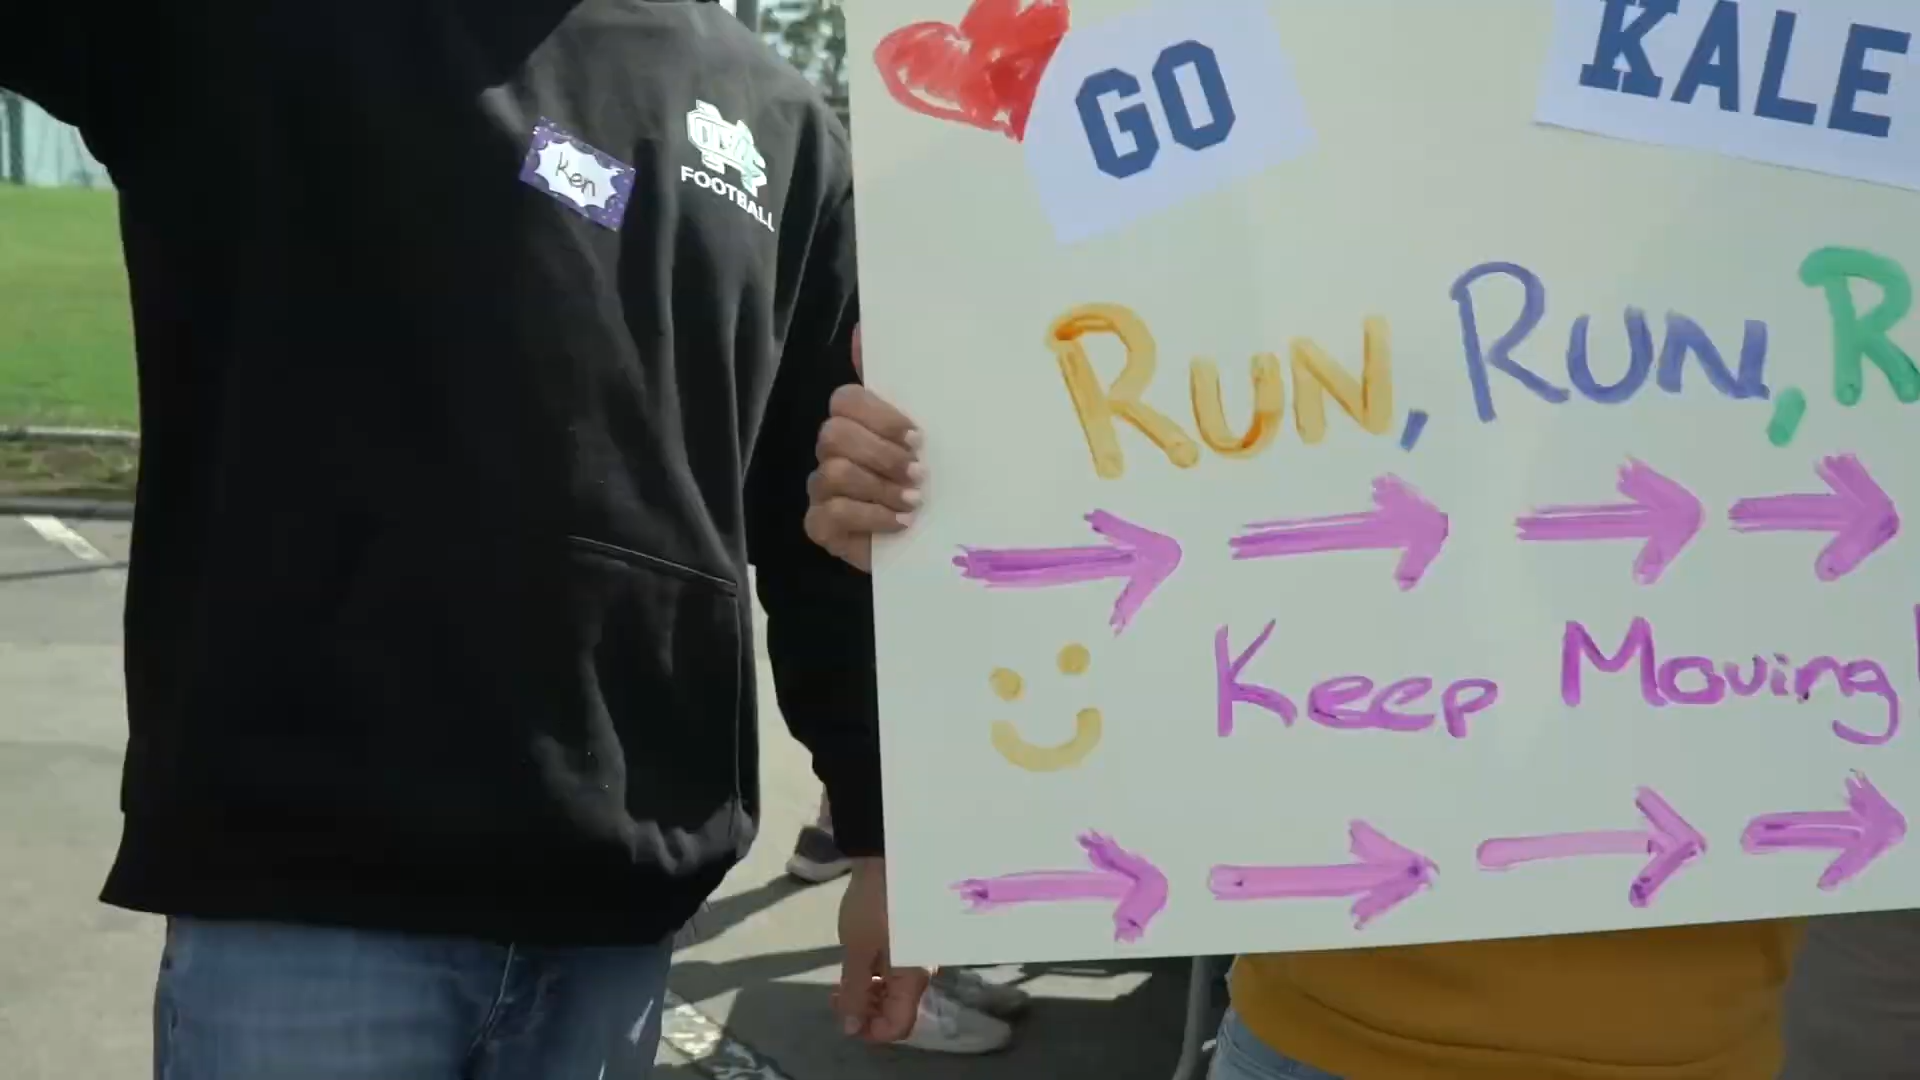 GO KALE
Ken
FOOTBALL
RUN, RUN, R
Keep Moving!